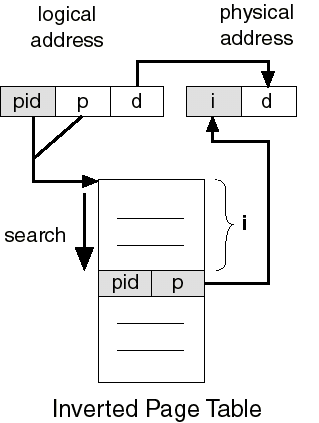 logical
address
physical
address
pid p d
i d
search
i
pid p
Inverted Page Table